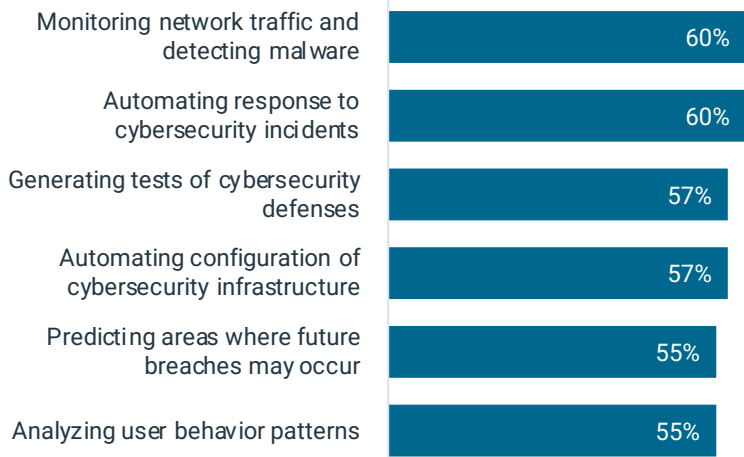 Monitoring network traffic and
detecting malware
60%
Automating response to
cybersecurity incidents
60%
Generating tests of cybersecurity
defenses
57%
Automating configuration of
cybersecurity infrastructure
57%
Predicting areas where future
breaches may occur
55%
Analyzing user behavior patterns
55%